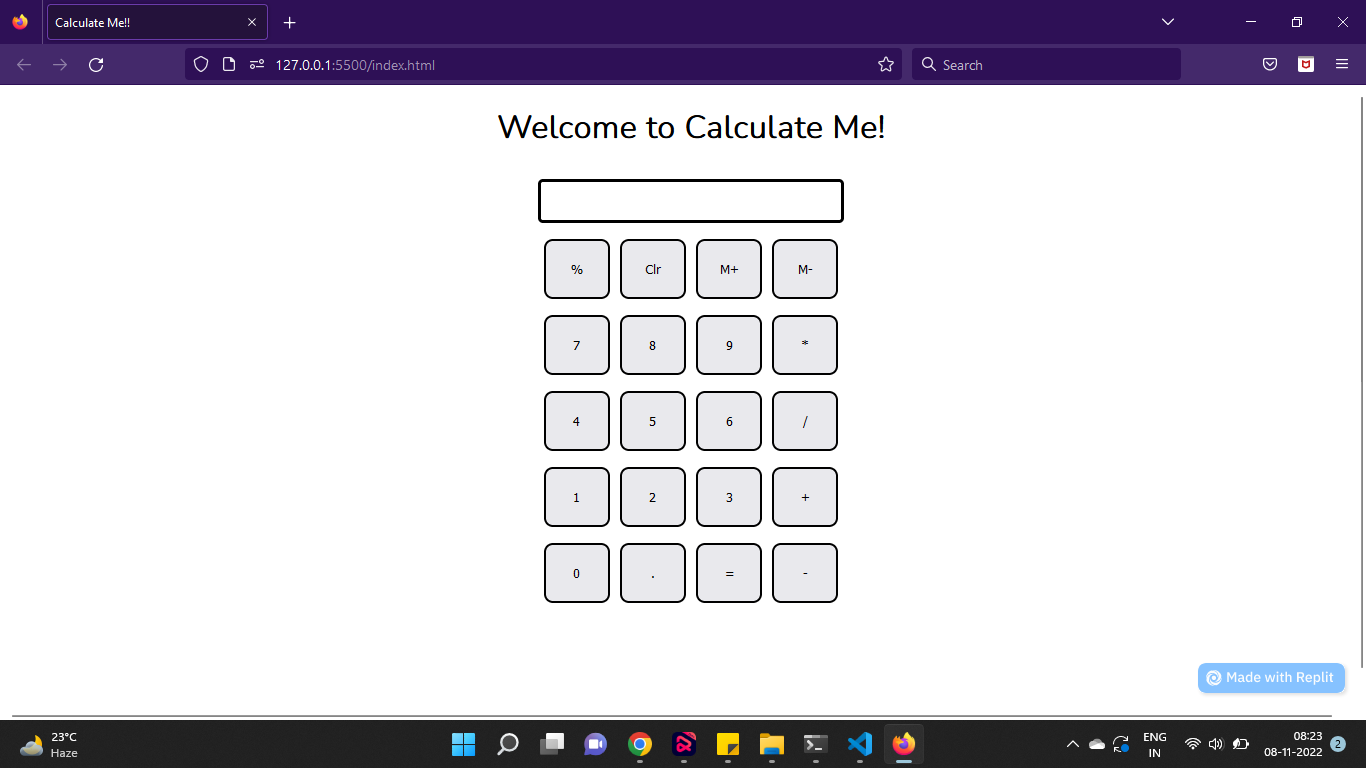 Calculate Me!!
127.0.0.1:5500/index.html
Search
Welcome to Calculate Me!
% Clr M+ M-
7 8 9 *
4 5 6 /
1 2 3 +
0 . = -
Made with Replit
23°C
Haze
ENG
IN
08:23
08-11-2022
2